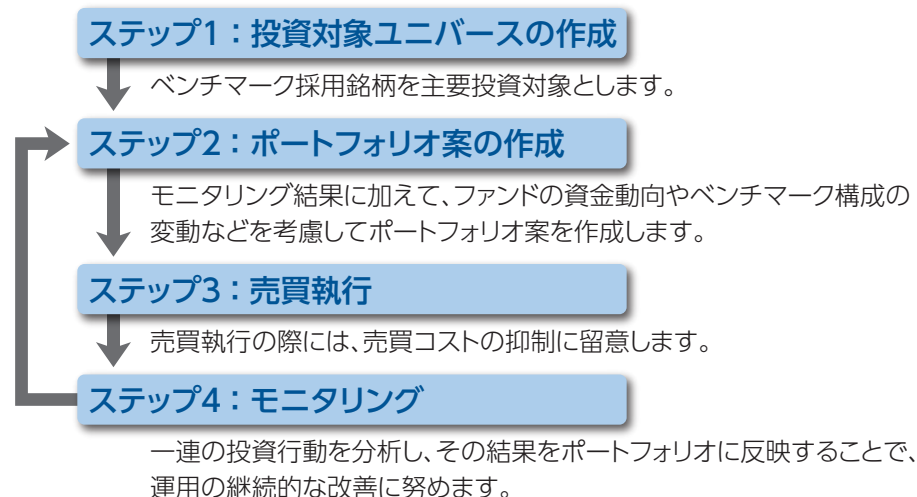 ステップ1：投資対象ユニバースの作成
ベンチマーク採用銘柄を主要投資対象とします。
ステップ2：ポートフォリオ案の作成
モニタリング結果に加えて、ファンドの資金動向やベンチマーク構成の
変動などを考慮してポートフォリオ案を作成します。
ステップ3：売買執行
売買執行の際には、売買コストの抑制に留意します。
ステップ4：モニタリング
一連の投資行動を分析し、その結果をポートフォリオに反映することで、
運用の継続的な改善に努めます。